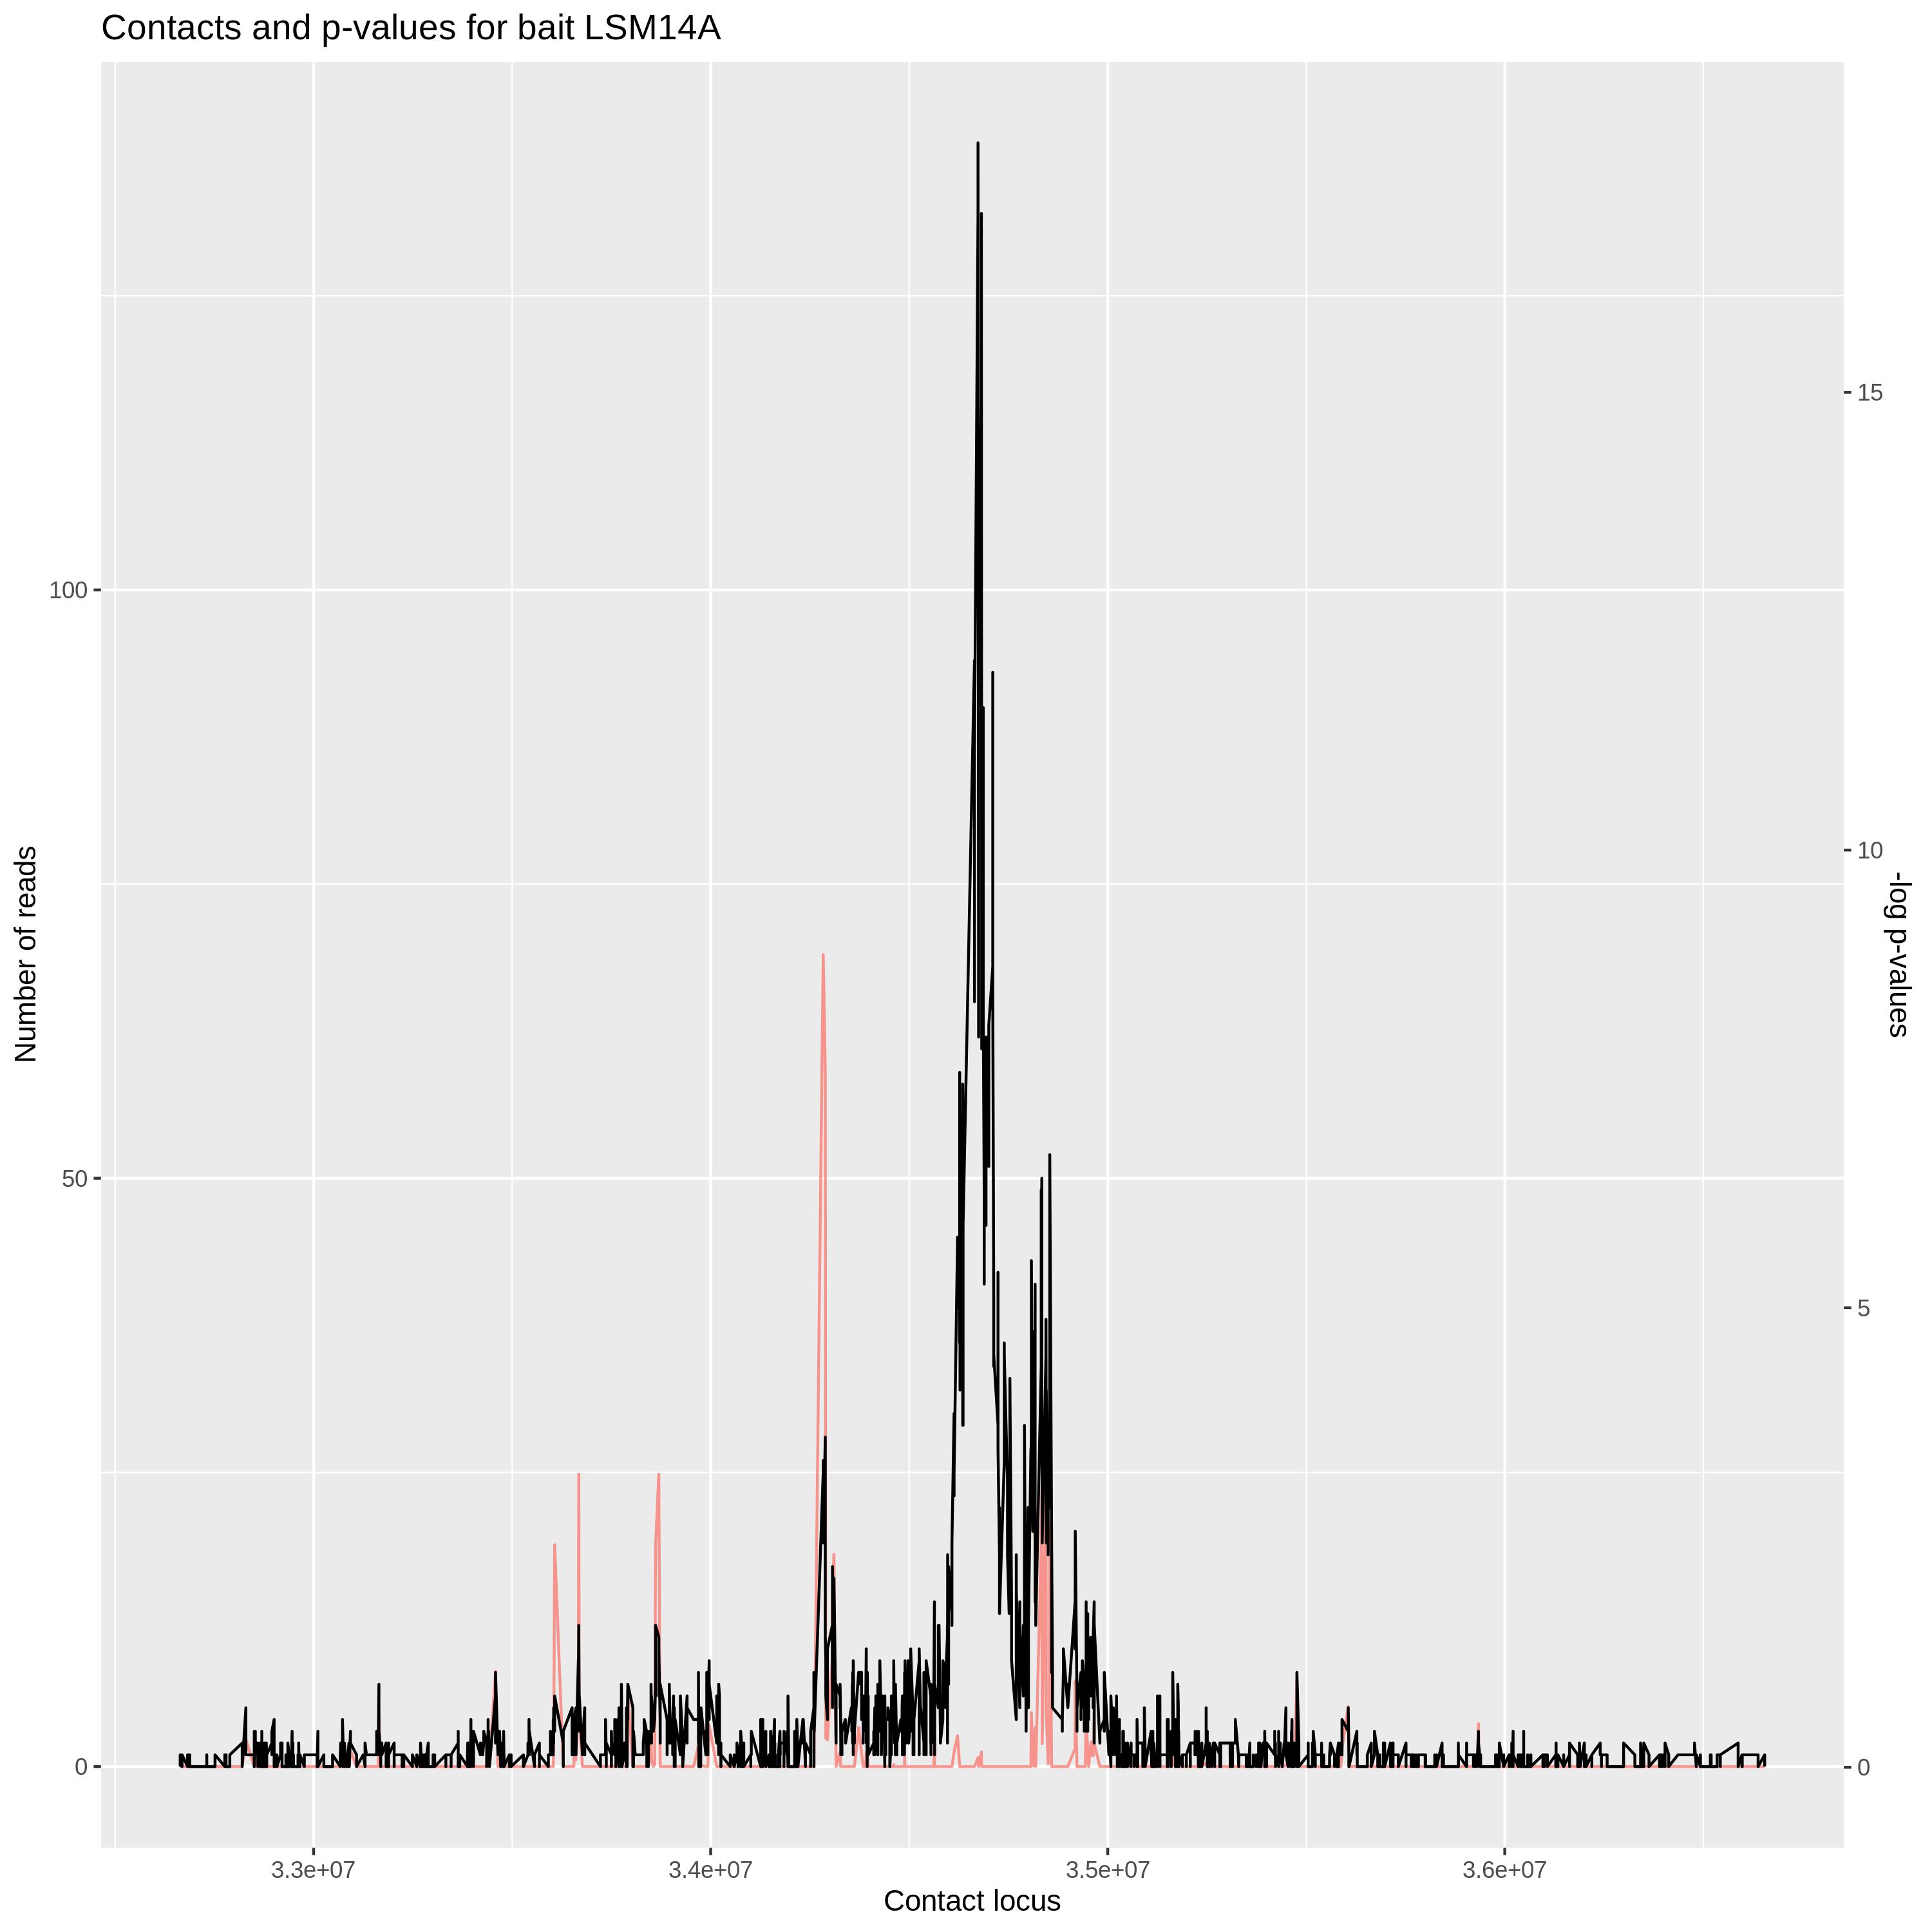 Contacts and p-values for bait LSM14A
100
50
0
Number of reads
15
10
5
0
-log p-values
3.3e+07 3.4e+07 3.5e+07 3.6e+07
Contact locus